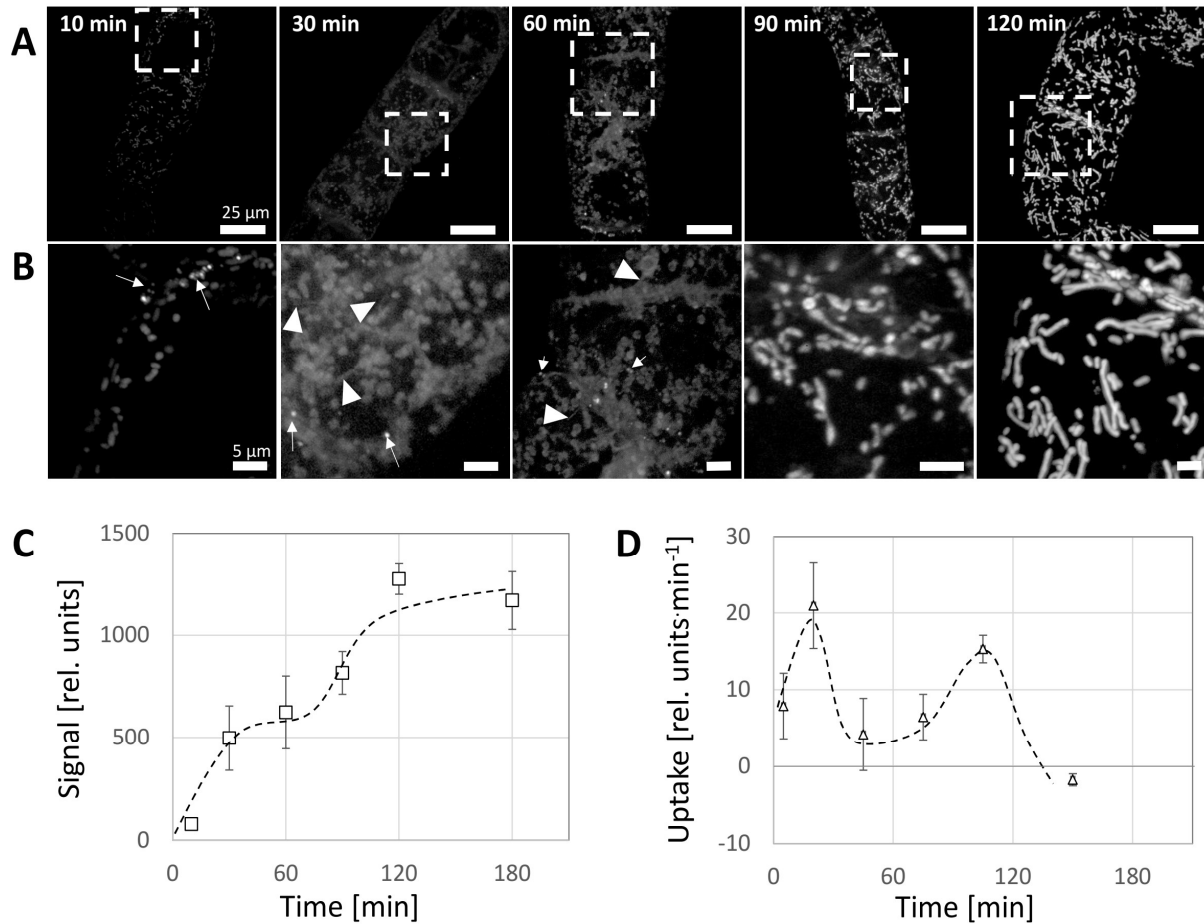 A
10 min
30 min
60 min
90 min
120 min
25 µm
B
5 µm
C
Signal [rel. units]
1500
1000
500
0
0
60
120
180
Time [min]
D
Uptake [rel. units·min⁻¹]
30
20
10
0
-10
0
60
120
180
Time [min]